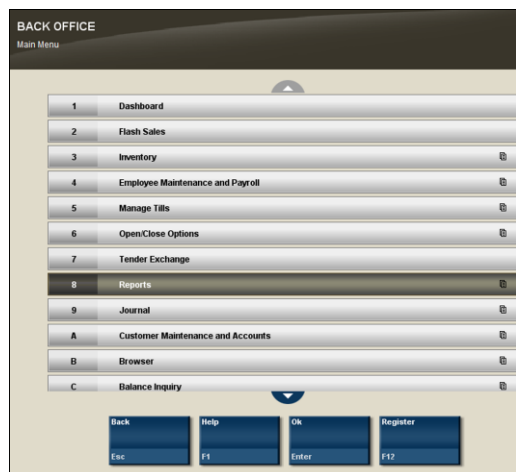 BACK OFFICE
Main Menu
1 Dashboard
2 Flash Sales
3 Inventory
4 Employee Maintenance and Payroll
5 Manage Tills
6 Open/Close Options
7 Tender Exchange
8 Reports
9 Journal
A Customer Maintenance and Accounts
B Browser
C Balance Inquiry
Back Help Ok Register
Esc F1 Enter F12